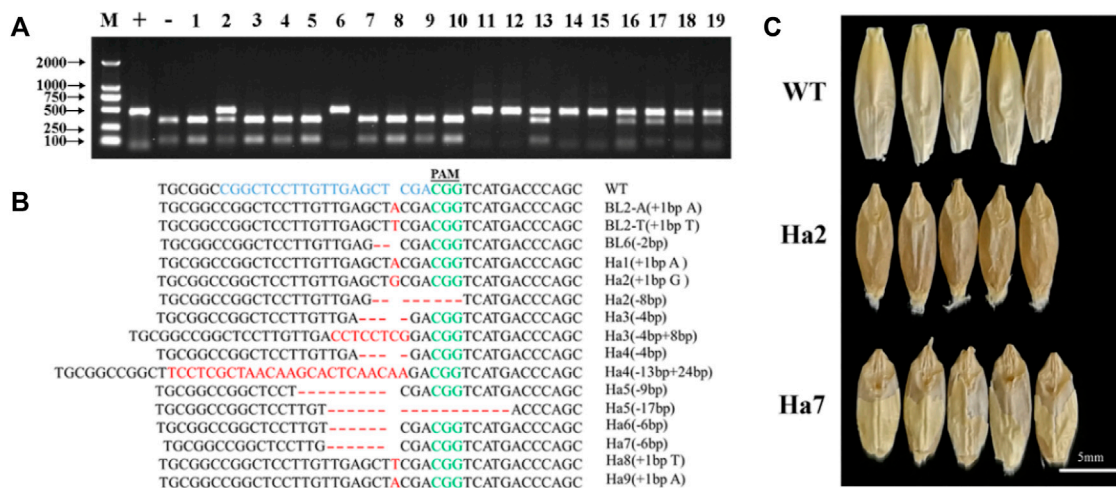 A
M + - 1 2 3 4 5 6 7 8 9 10 11 12 13 14 15 16 17 18 19
2000
1000
750
500
250
100
B
PAM
TGCGGCCGGCTCCTTGTTGAGCT CGACGGTCATGACCCAGC WT
TGCGGCCGGCTCCTTGTTGAGCTACGACGGTCATGACCCAGC BL2-A(+1bp A)
TGCGGCCGGCTCCTTGTTGAGCTTCGACGGTCATGACCCAGC BL2-T(+1bp T)
TGCGGCCGGCTCCTTGTTGAG-- CGACGGTCATGACCCAGC BL6(-2bp)
TGCGGCCGGCTCCTTGTTGAGCTACGACGGTCATGACCCAGC Ha1(+1bp A)
TGCGGCCGGCTCCTTGTTGAGCTGCGACGGTCATGACCCAGC Ha2(+1bp G)
TGCGGCCGGCTCCTTGTTGAG-- ------TCATGACCCAGC Ha2(-8bp)
TGCGGCCGGCTCCTTGTTGA--- -GACGGTCATGACCCAGC Ha3(-4bp)
TGCGGCCGGCTCCTTGTTGACCTCCTCGGACGGTCATGACCCAGC Ha3(-4bp+8bp)
TGCGGCCGGCTCCTTGTTGA--- -GACGGTCATGACCCAGC Ha4(-4bp)
TGCGGCCGGCTTCCTCGCTAACAAGCACTCAACAAGACGGTCATGACCCAGC Ha4(-13bp+24bp)
TGCGGCCGGCTCCT--------- CGACGGTCATGACCCAGC Ha5(-9bp)
TGCGGCCGGCTCCTTGT------ -----------ACCCAGC Ha5(-17bp)
TGCGGCCGGCTCCTTGT------ CGACGGTCATGACCCAGC Ha6(-6bp)
TGCGGCCGGCTCCTTG------ CGACGGTCATGACCCAGC Ha7(-6bp)
TGCGGCCGGCTCCTTGTTGAGCTTCGACGGTCATGACCCAGC Ha8(+1bp T)
TGCGGCCGGCTCCTTGTTGAGCTACGACGGTCATGACCCAGC Ha9(+1bp A)
C
WT
Ha2
Ha7
5mm